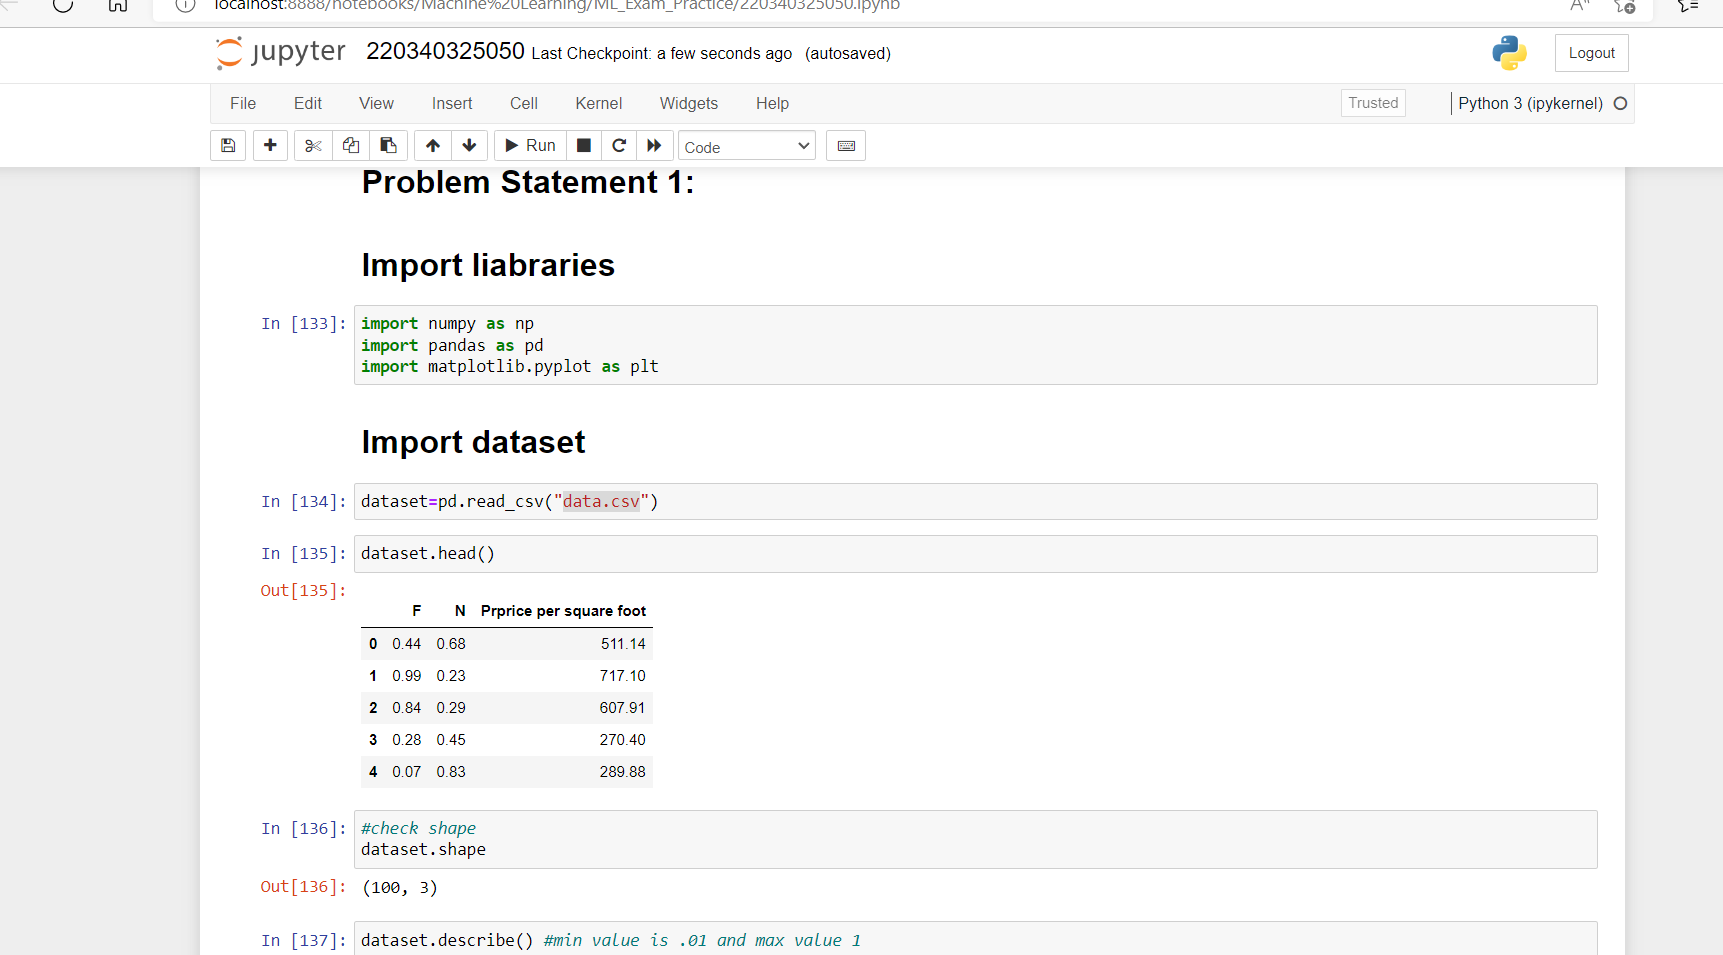 localhost:8888/notebooks/Machine%20Learning/ML_Exam_Practice/220340325050.ipynb
jupyter 220340325050 Last Checkpoint: a few seconds ago (autosaved)
Logout
File Edit View Insert Cell Kernel Widgets Help
Trusted
Python 3 (ipykernel)
Run
Code
Problem Statement 1:
Import liabraries
In [133]: import numpy as np
import pandas as pd
import matplotlib.pyplot as plt
Import dataset
In [134]: dataset=pd.read_csv("data.csv")
In [135]: dataset.head()
Out[135]:
F N Prprice per square foot
0 0.44 0.68 511.14
1 0.99 0.23 717.10
2 0.84 0.29 607.91
3 0.28 0.45 270.40
4 0.07 0.83 289.88
In [136]: #check shape
dataset.shape
Out[136]: (100, 3)
In [137]: dataset.describe() #min value is .01 and max value 1